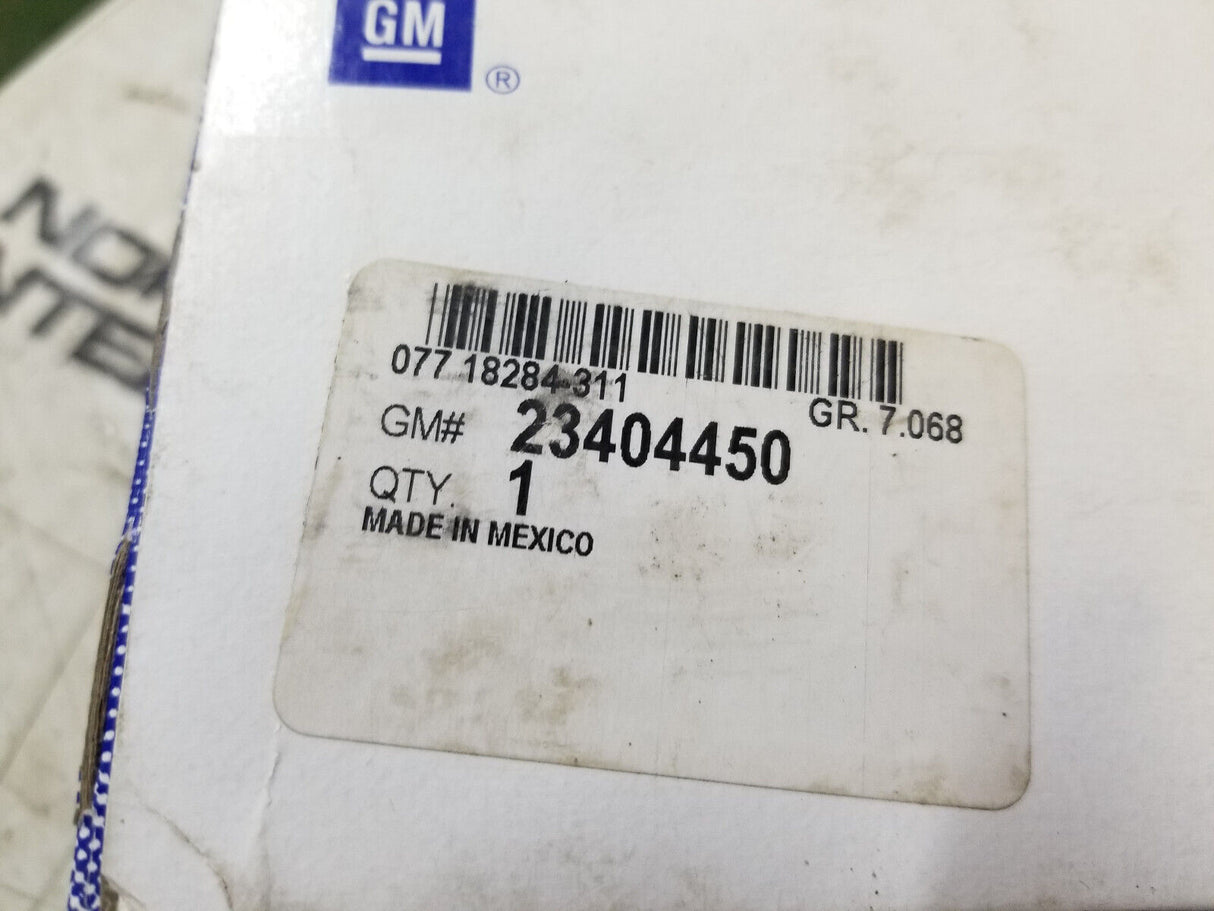 GM
®
077 18284-311
GR. 7.068
GM# 23404450
QTY. 1
MADE IN MEXICO